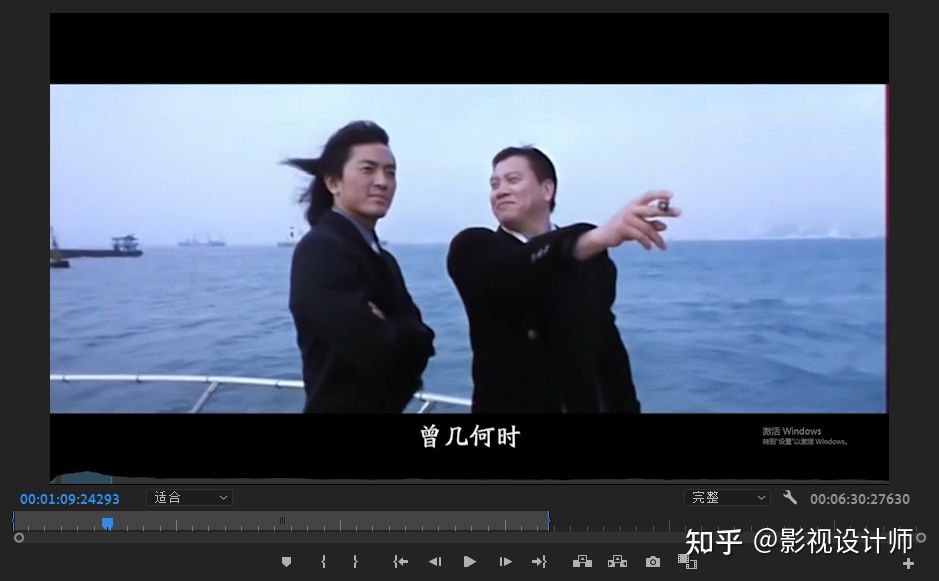 曾几何时
激活 Windows
转到"设置"以激活 Windows。
00:01:09:24293
适合
完整
00:06:30:27630
知乎 @影视设计师